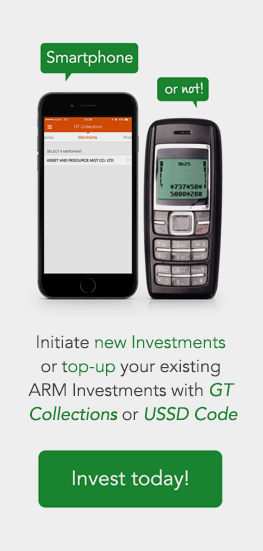 Smartphone
or not!
GT Collections
Merchants
SELECT A MERCHANT
ASSET AND RESOURCE MGT CO. LTD
*737*50*
5000*20#
Initiate new Investments
or top-up your existing
ARM Investments with GT
Collections or USSD Code
Invest today!